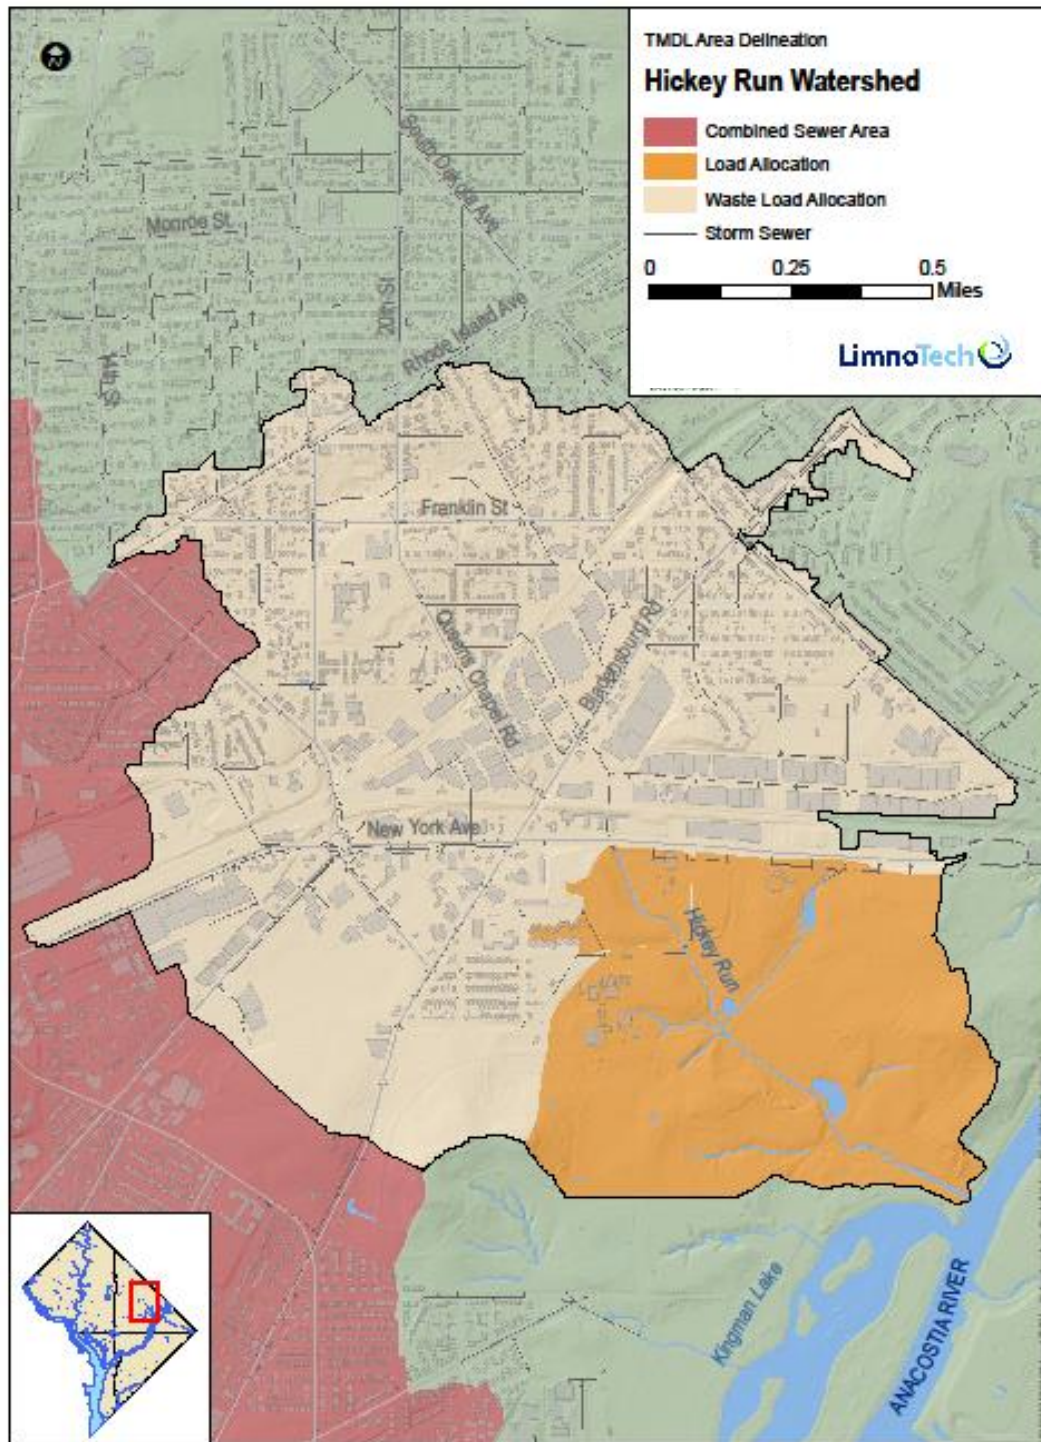 N
TMDL Area Delineation
Hickey Run Watershed
Combined Sewer Area
Load Allocation
Waste Load Allocation
Storm Sewer
0 0.25 0.5
Miles
LimnoTech
South Dakota Ave
Monroe St
20th St
Rhode Island Ave
14th St
Franklin St
Queens Chapel Rd
Bladensburg Rd
New York Ave
Hickey Run
Kingman Lake
ANACOSTIA RIVER